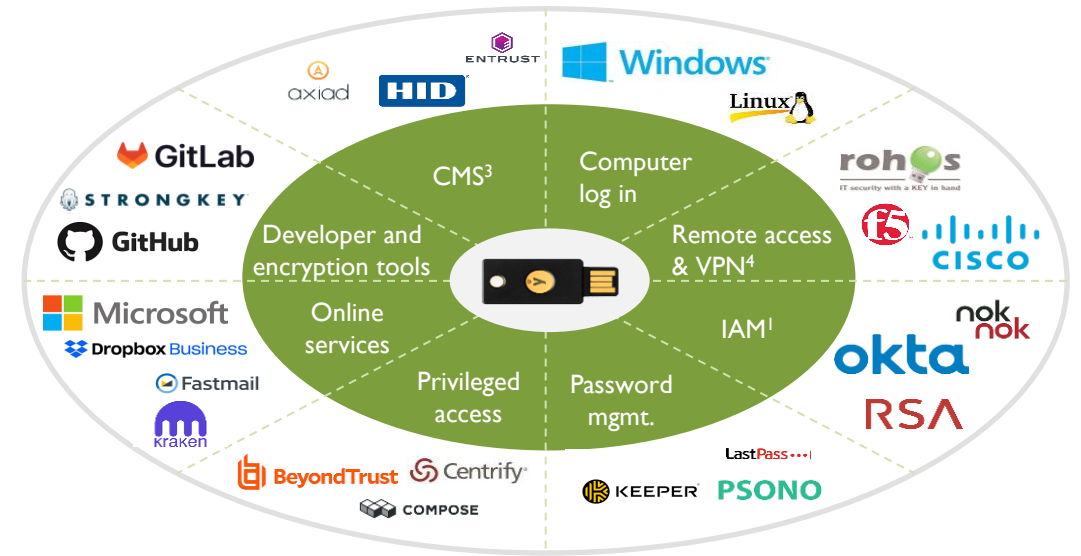 ENTRUST
Windows
axiad
HID
Linux
GitLab
CMS³
Computer
log in
rohos
IT security with a KEY in hand
STRONGKEY
GitHub
Developer and
encryption tools
Remote access
& VPN⁴
f5
CISCO
Y
Microsoft
Online
services
IAM¹
nok
nok
Dropbox Business
okta
Fastmail
Privileged
access
Password
mgmt.
kraken
RSA
BeyondTrust
Centrify
LastPass•••|
KEEPER
PSONO
COMPOSE